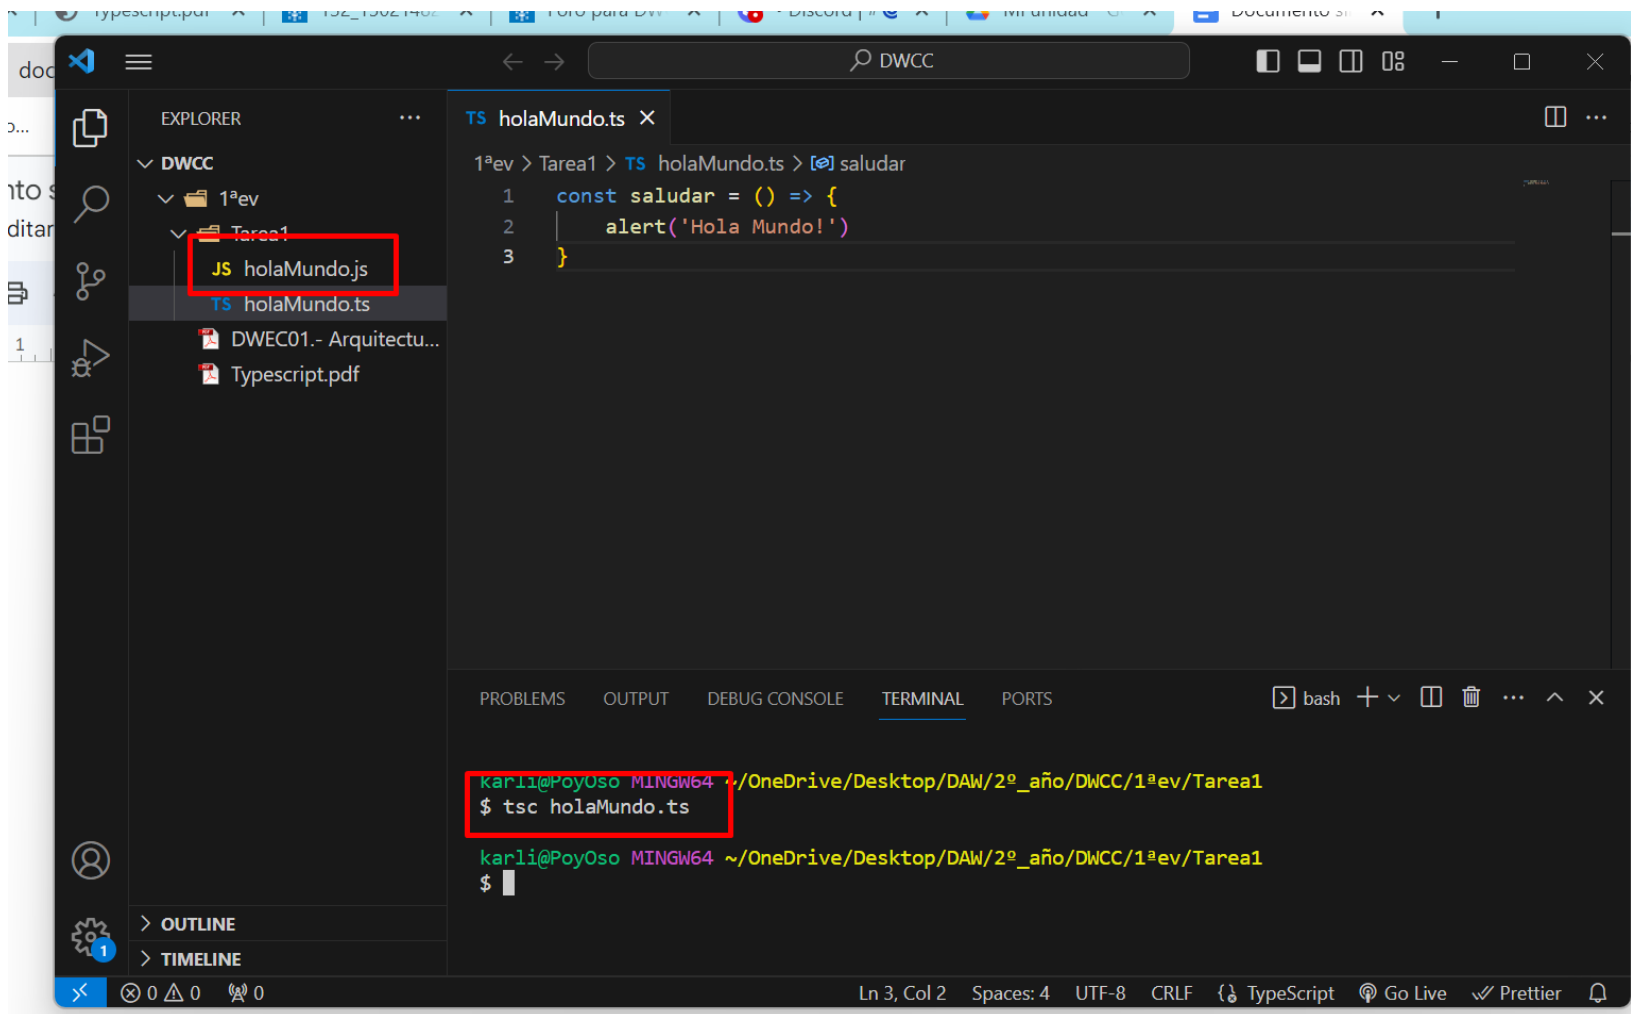 DWCC
EXPLORER
DWCC
1ªev
Tarea1
JS holaMundo.js
TS holaMundo.ts
DWEC01.- Arquitectu...
Typescript.pdf
OUTLINE
TIMELINE
TS holaMundo.ts
1ªev > Tarea1 > TS holaMundo.ts > saludar
1 const saludar = () => {
2 alert('Hola Mundo!')
3 }
PROBLEMS OUTPUT DEBUG CONSOLE TERMINAL PORTS
bash
karli@PoyOso MINGW64 ~/OneDrive/Desktop/DAW/2º_año/DWCC/1ªev/Tarea1
$ tsc holaMundo.ts
karli@PoyOso MINGW64 ~/OneDrive/Desktop/DAW/2º_año/DWCC/1ªev/Tarea1
$
1
0 0 0
Ln 3, Col 2 Spaces: 4 UTF-8 CRLF TypeScript Go Live Prettier